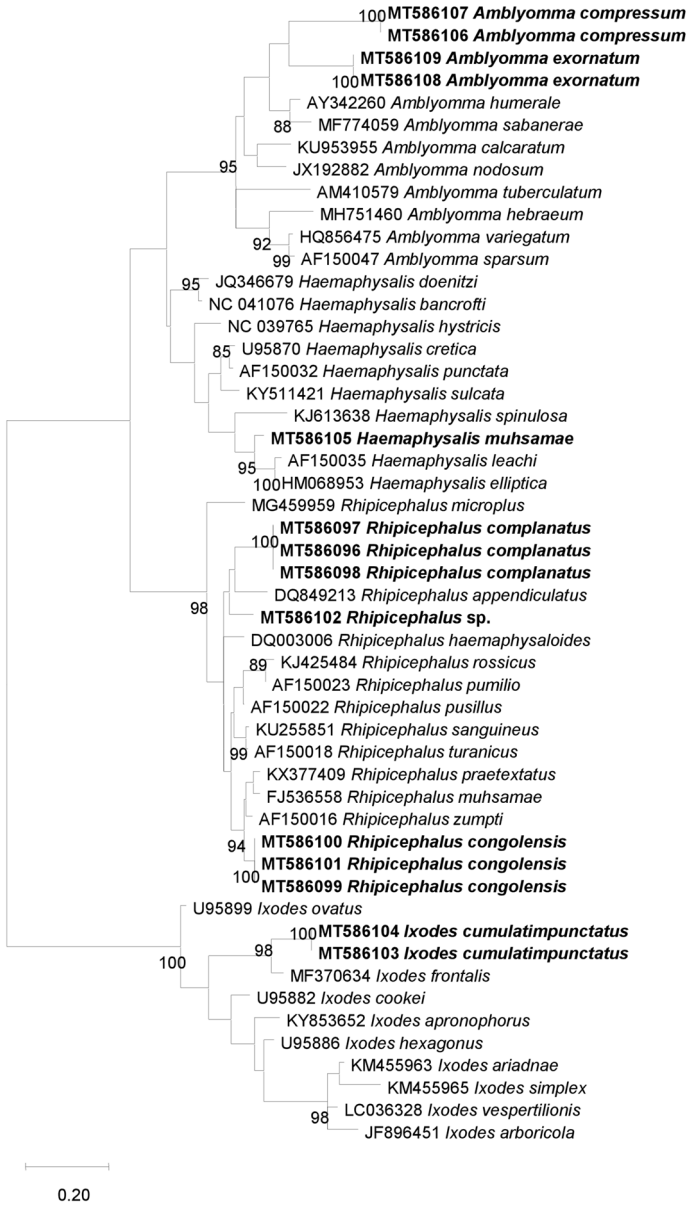 100 MT586107 Amblyomma compressum
MT586106 Amblyomma compressum
MT586109 Amblyomma exornatum
100 MT586108 Amblyomma exornatum
AY342260 Amblyomma humerale
88 MF774059 Amblyomma sabanerae
KU953955 Amblyomma calcaratum
95 JX192882 Amblyomma nodosum
AM410579 Amblyomma tuberculatum
MH751460 Amblyomma hebraeum
92 HQ856475 Amblyomma variegatum
99 AF150047 Amblyomma sparsum
95 JQ346679 Haemaphysalis doenitzi
NC 041076 Haemaphysalis bancrofti
NC 039765 Haemaphysalis hystricis
85 U95870 Haemaphysalis cretica
AF150032 Haemaphysalis punctata
KY511421 Haemaphysalis sulcata
KJ613638 Haemaphysalis spinulosa
MT586105 Haemaphysalis muhsamae
95 AF150035 Haemaphysalis leachi
100 HM068953 Haemaphysalis elliptica
MG459959 Rhipicephalus microplus
MT586097 Rhipicephalus complanatus
100 MT586096 Rhipicephalus complanatus
MT586098 Rhipicephalus complanatus
DQ849213 Rhipicephalus appendiculatus
98 MT586102 Rhipicephalus sp.
DQ003006 Rhipicephalus haemaphysaloides
89 KJ425484 Rhipicephalus rossicus
AF150023 Rhipicephalus pumilio
AF150022 Rhipicephalus pusillus
KU255851 Rhipicephalus sanguineus
99 AF150018 Rhipicephalus turanicus
KX377409 Rhipicephalus praetextatus
FJ536558 Rhipicephalus muhsamae
AF150016 Rhipicephalus zumpti
94 MT586100 Rhipicephalus congolensis
MT586101 Rhipicephalus congolensis
100 MT586099 Rhipicephalus congolensis
U95899 Ixodes ovatus
100 MT586104 Ixodes cumulatimpunctatus
98 MT586103 Ixodes cumulatimpunctatus
100 MF370634 Ixodes frontalis
U95882 Ixodes cookei
KY853652 Ixodes apronophorus
U95886 Ixodes hexagonus
KM455963 Ixodes ariadnae
KM455965 Ixodes simplex
98 LC036328 Ixodes vespertilionis
JF896451 Ixodes arboricola
0.20